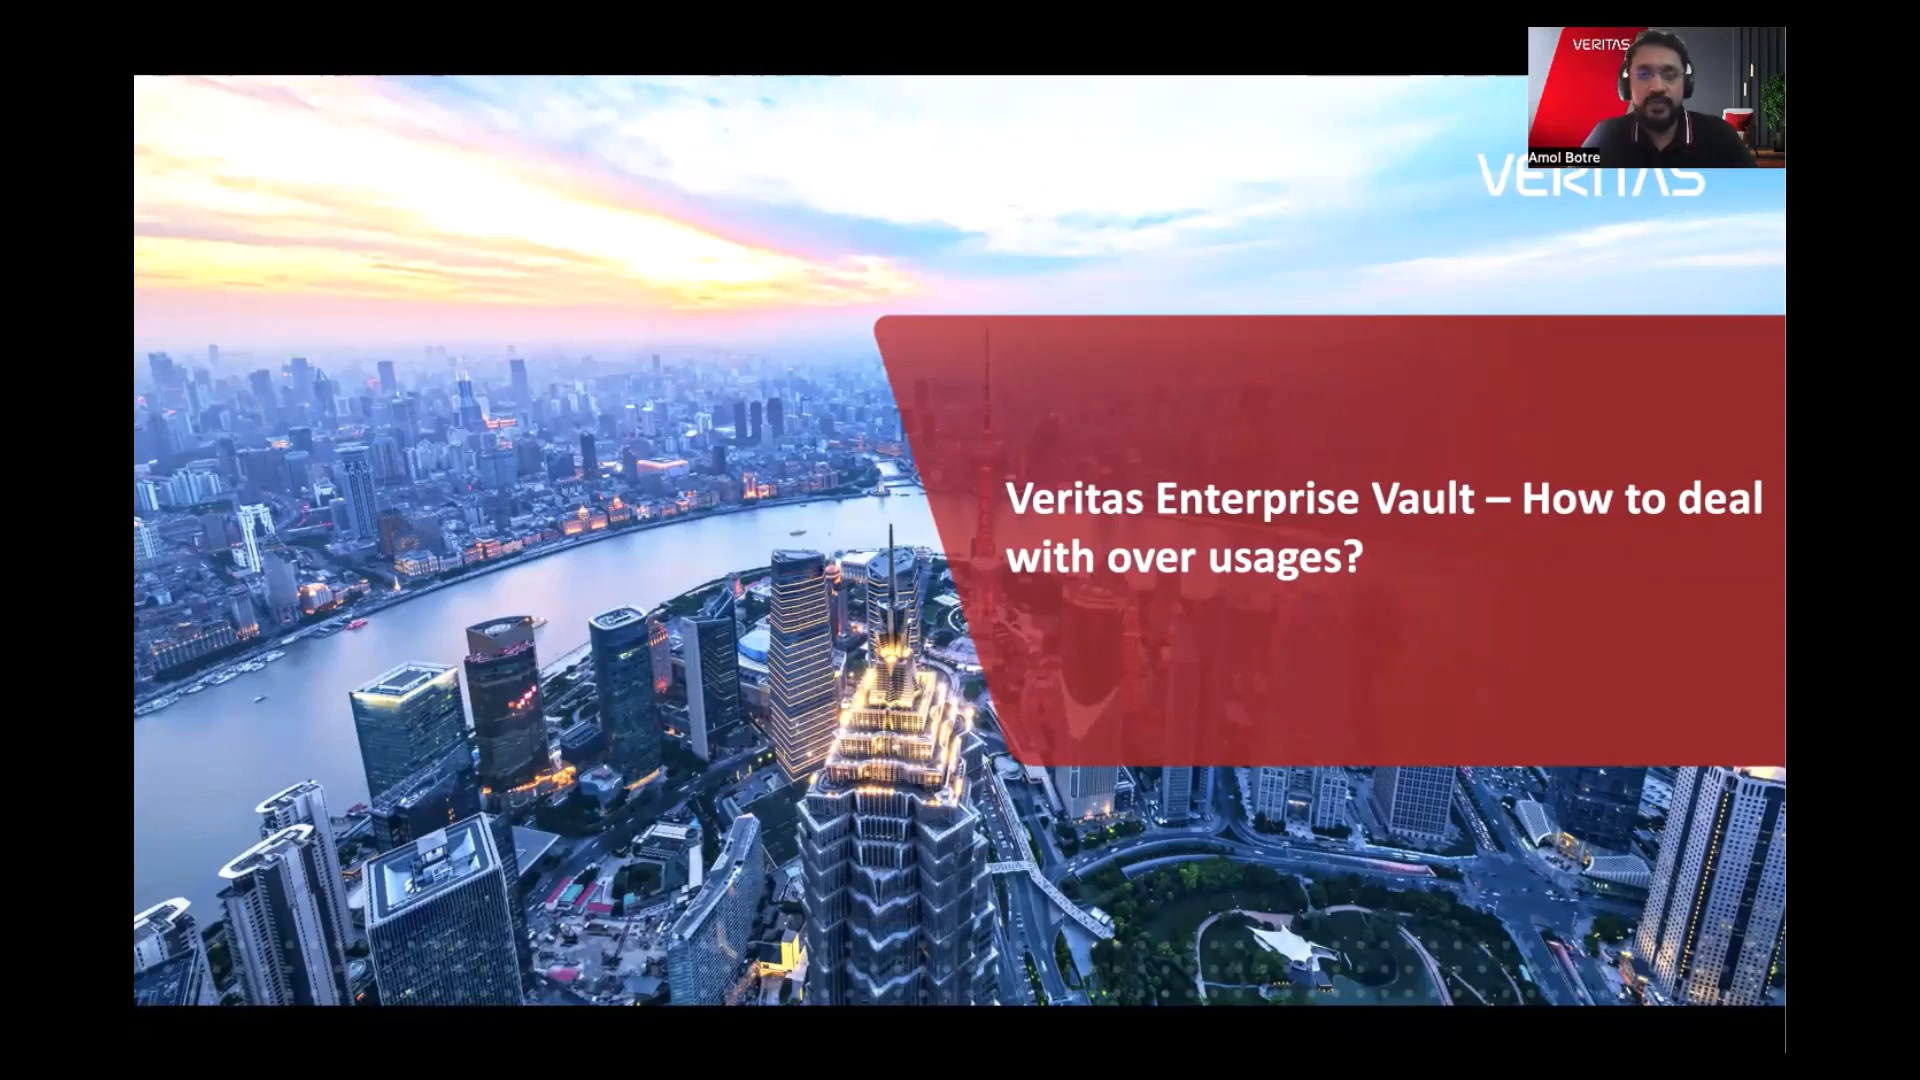 VERITAS
Amol Botre
VERITAS
Veritas Enterprise Vault – How to deal
with over usages?